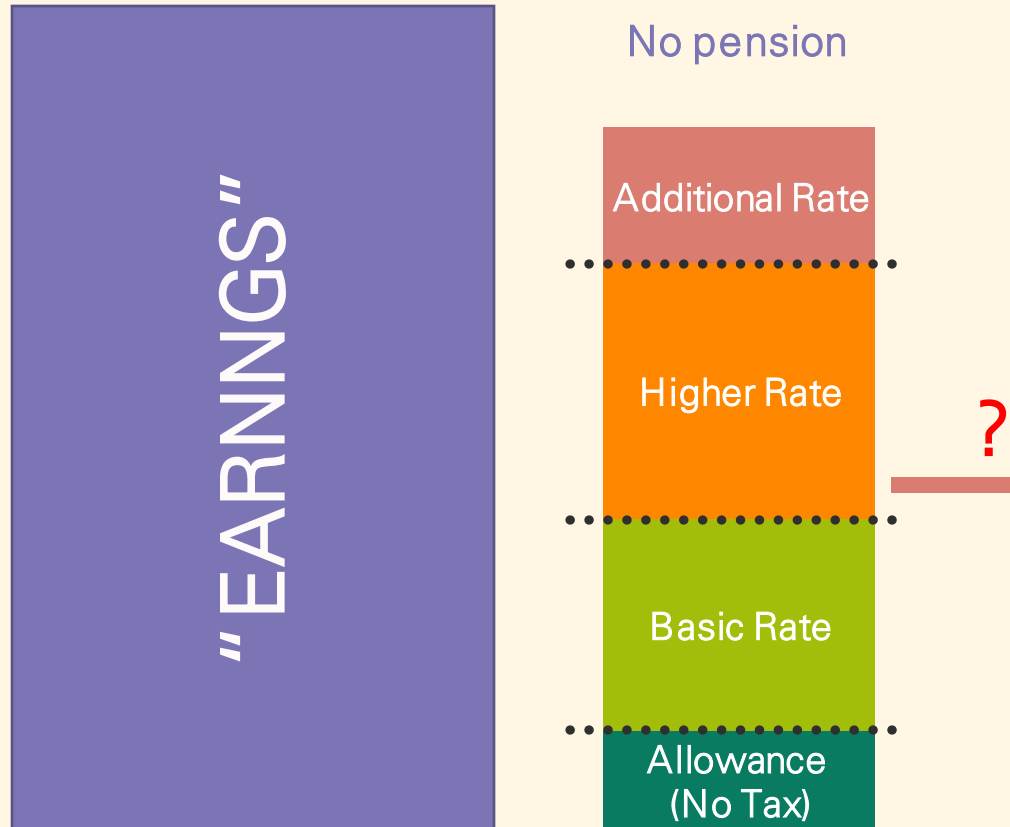 "EARNNGS"
No pension
Additional Rate
Higher Rate
?
Basic Rate
Allowance
(No Tax)